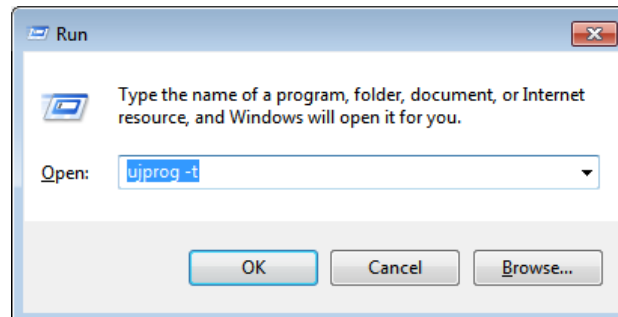 Run
Type the name of a program, folder, document, or Internet
resource, and Windows will open it for you.
Open: ujprog -t
OK Cancel Browse...